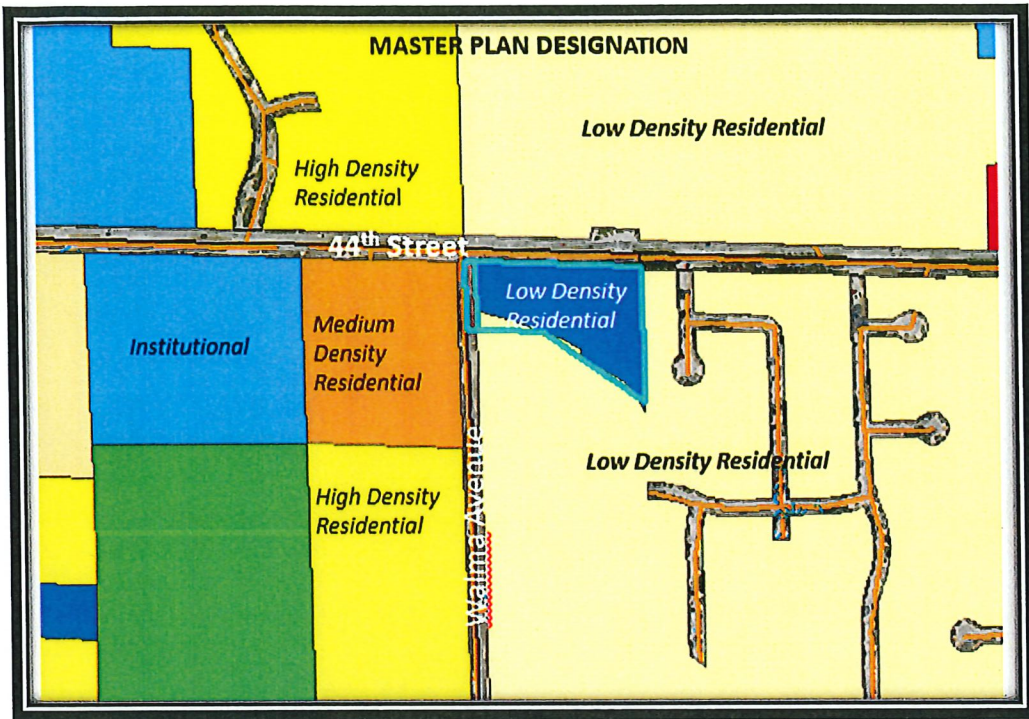 MASTER PLAN DESIGNATION
Low Density Residential
High Density
Residential
44th Street
Low Density
Residential
Institutional
Medium
Density
Residential
Walma Avenue
Low Density Residential
High Density
Residential